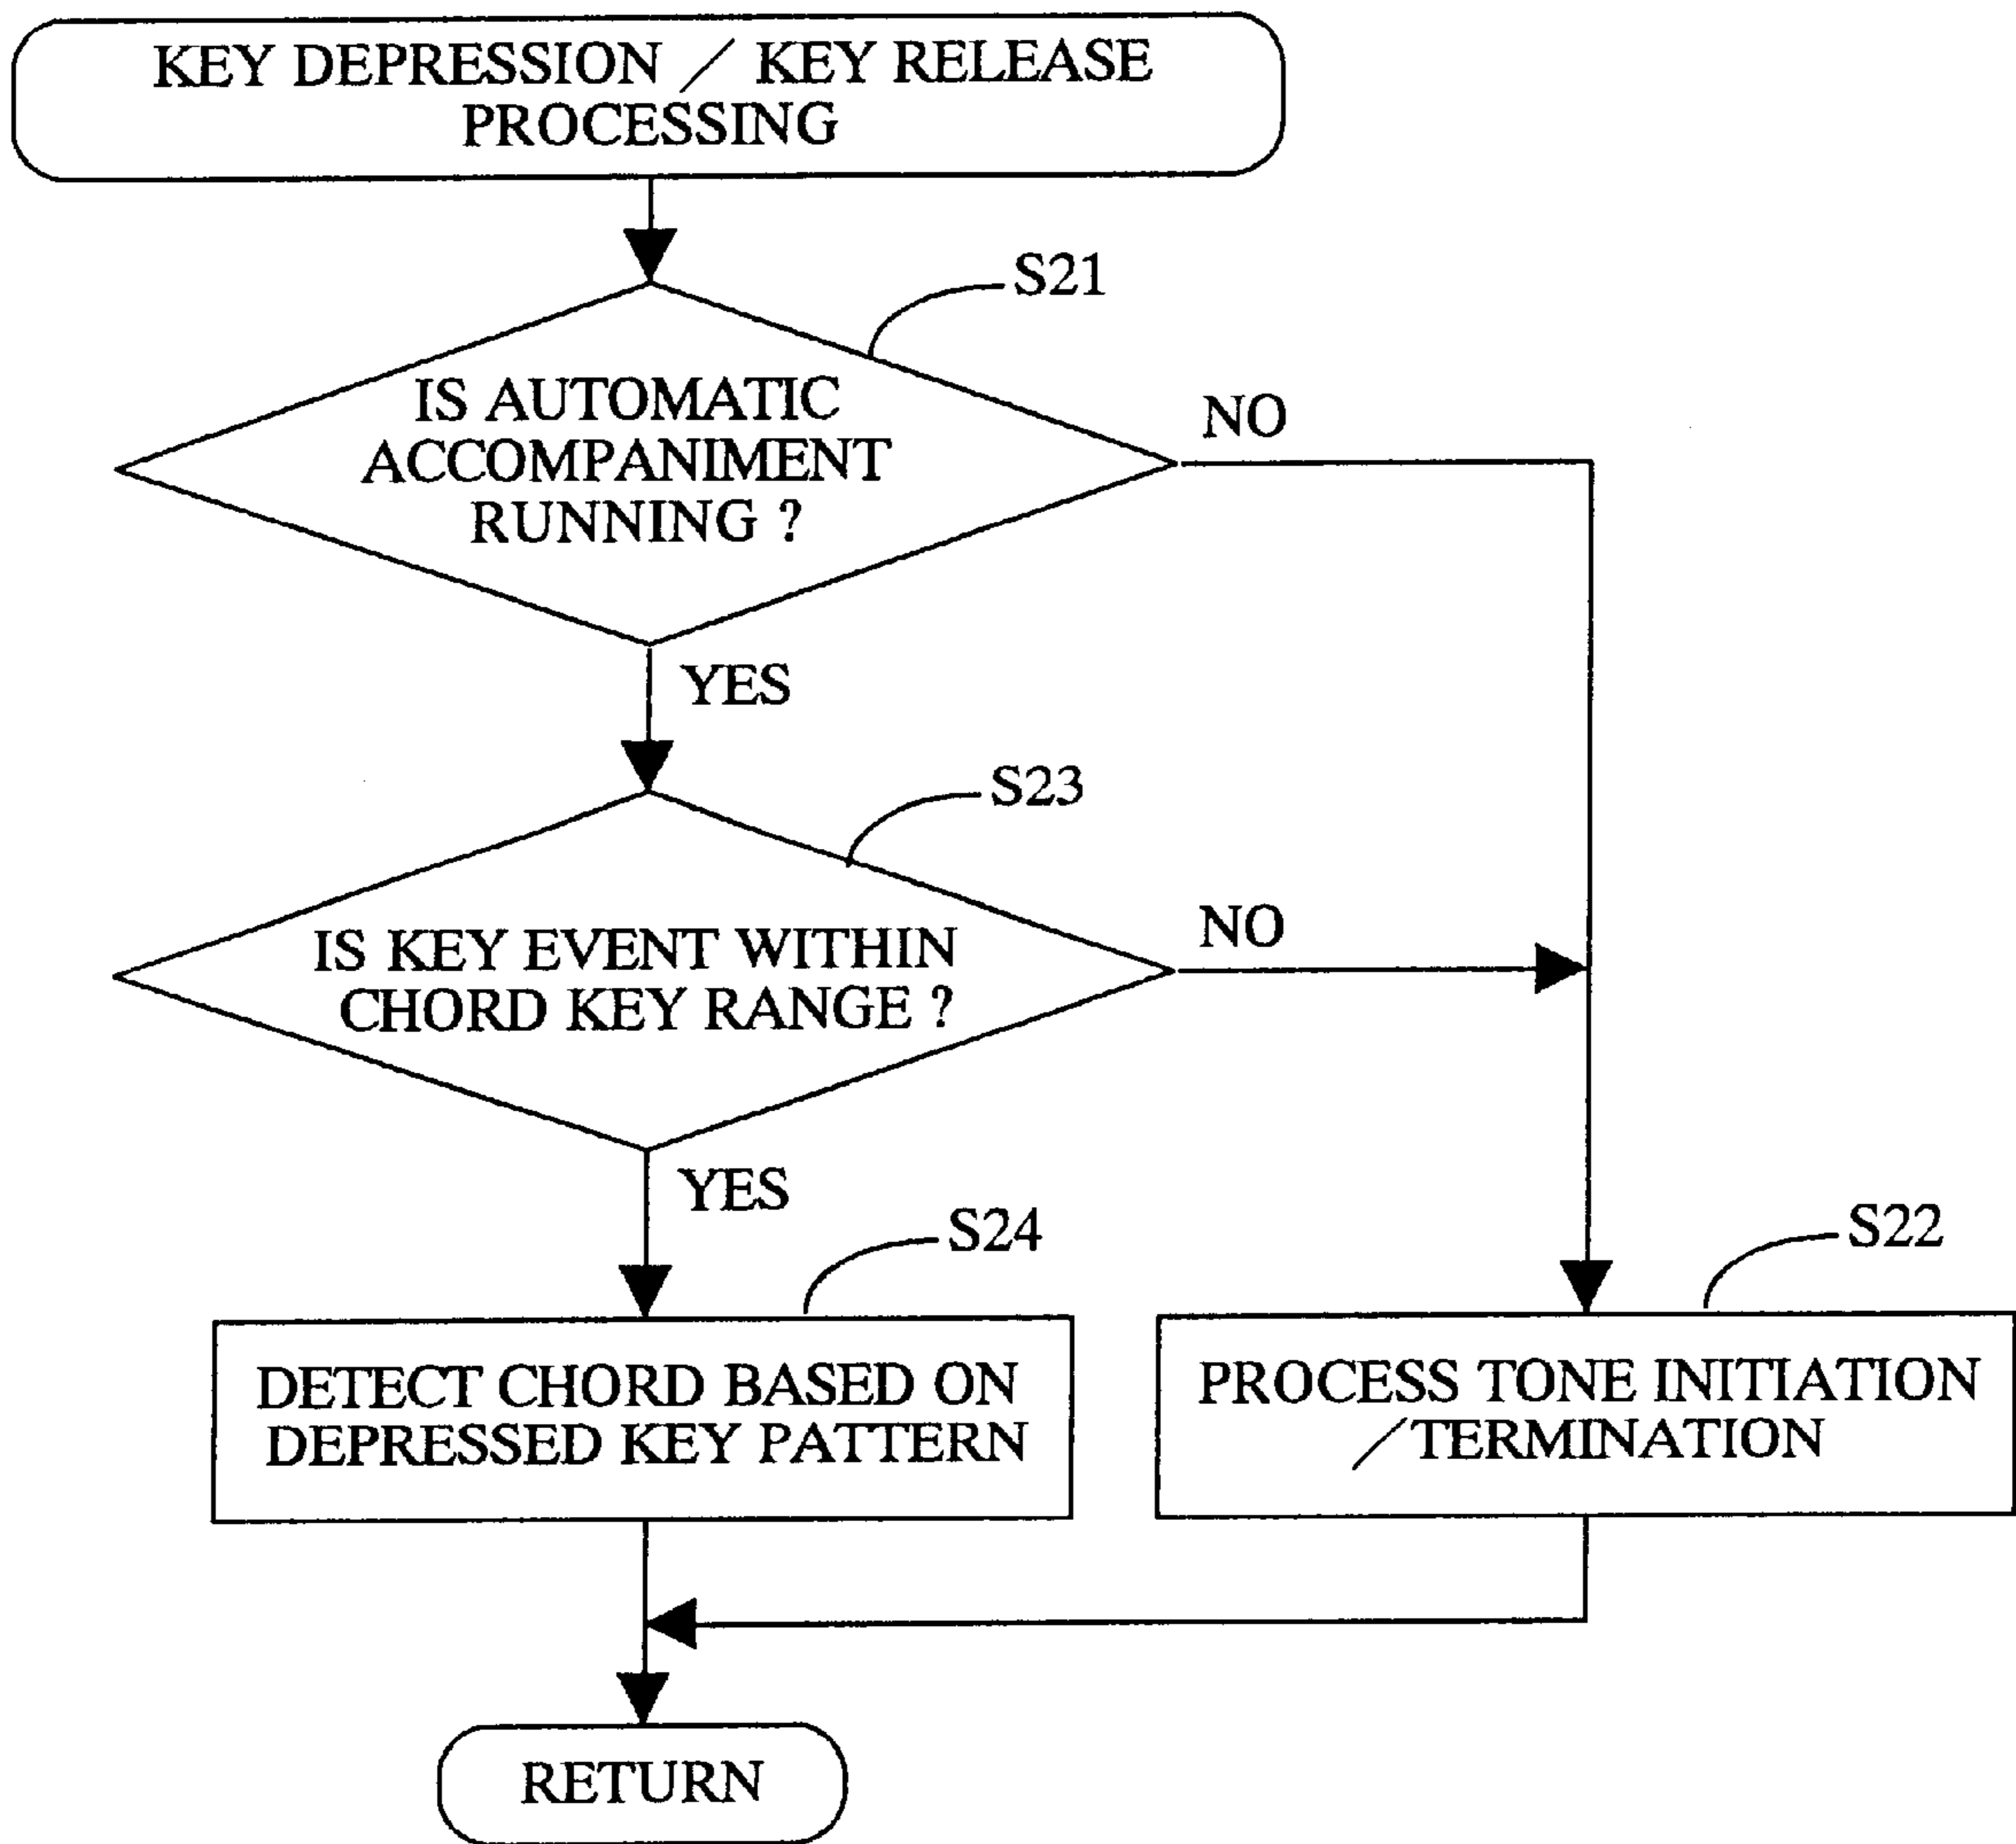 KEY DEPRESSION / KEY RELEASE
PROCESSING
S21
IS AUTOMATIC
ACCOMPANIMENT
RUNNING ?
NO
YES
S23
IS KEY EVENT WITHIN
CHORD KEY RANGE ?
NO
YES
S24
S22
DETECT CHORD BASED ON
DEPRESSED KEY PATTERN
PROCESS TONE INITIATION
/TERMINATION
RETURN